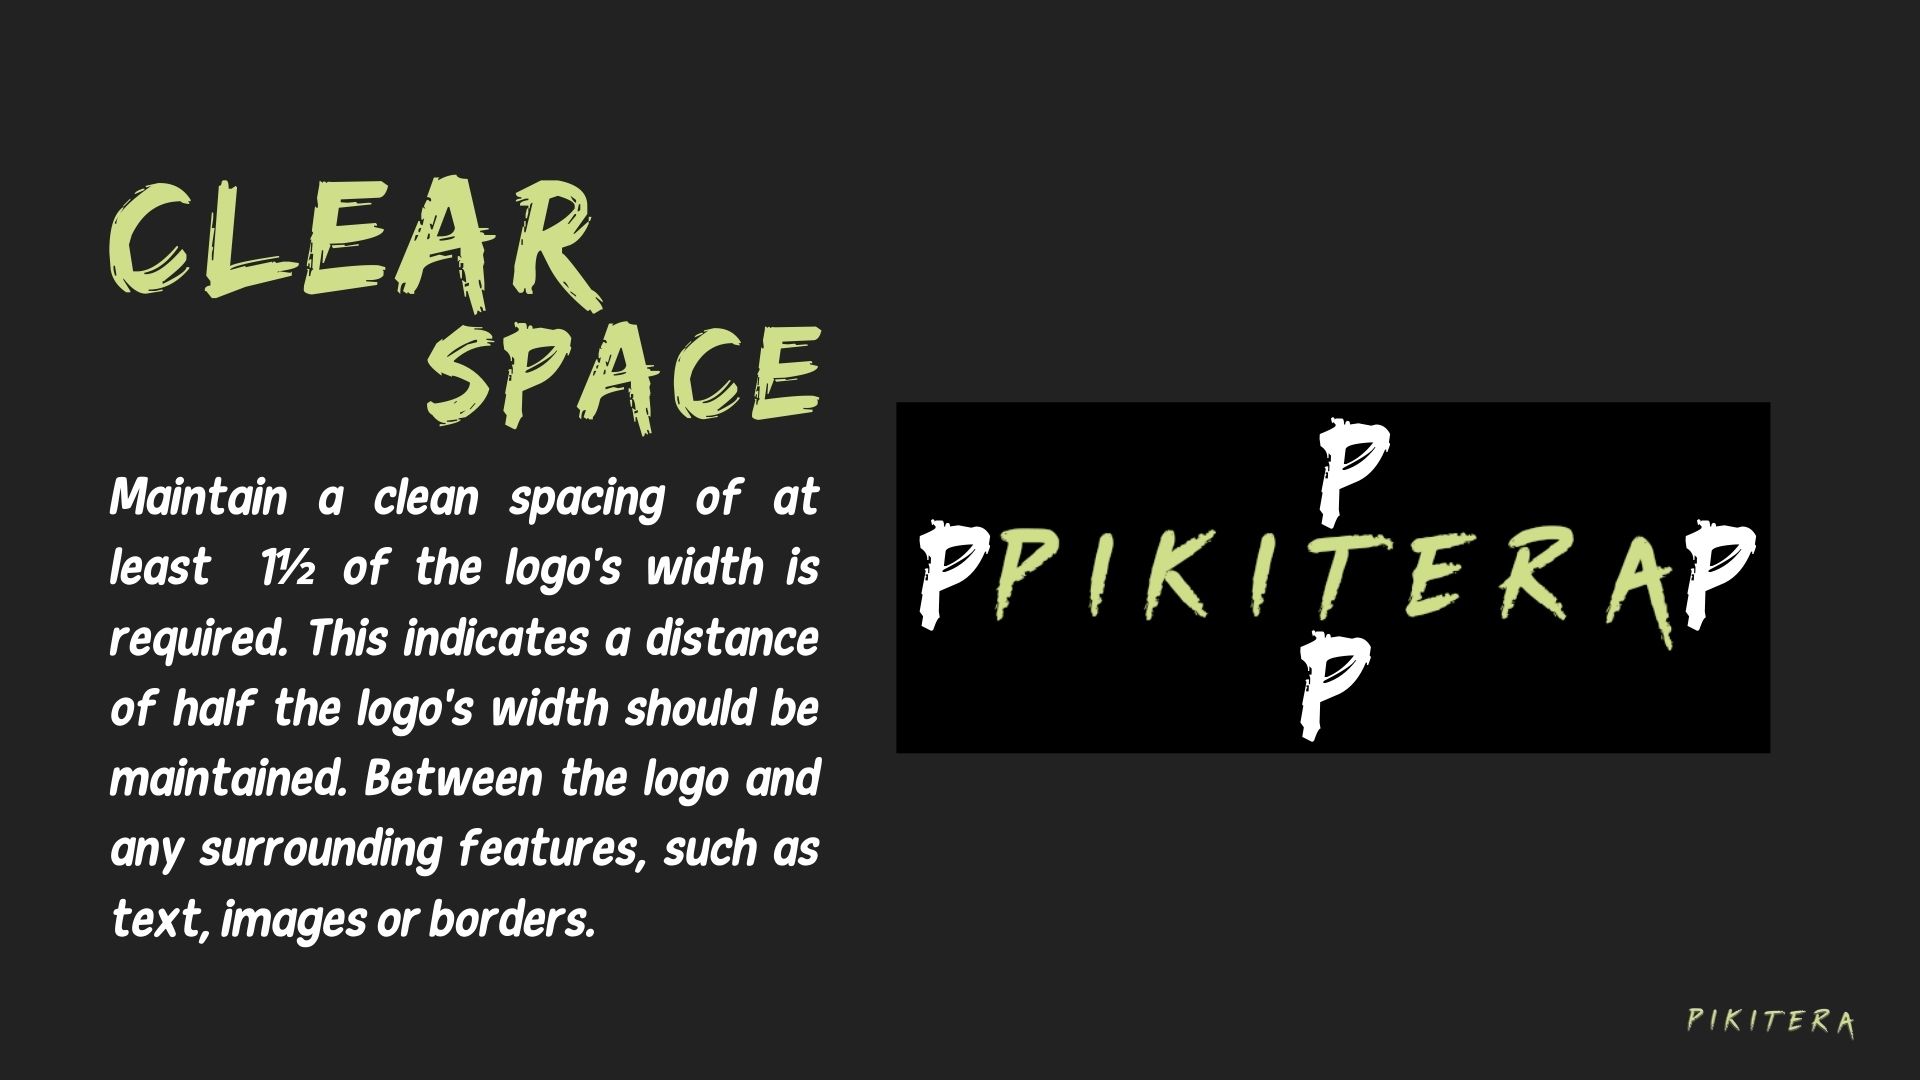 CLEAR
SPACE
Maintain a clean spacing of at
least 1½ of the logo's width is
required. This indicates a distance
of half the logo's width should be
maintained. Between the logo and
any surrounding features, such as
text, images or borders.
P
P PIKITERA P
P
PIKITERA